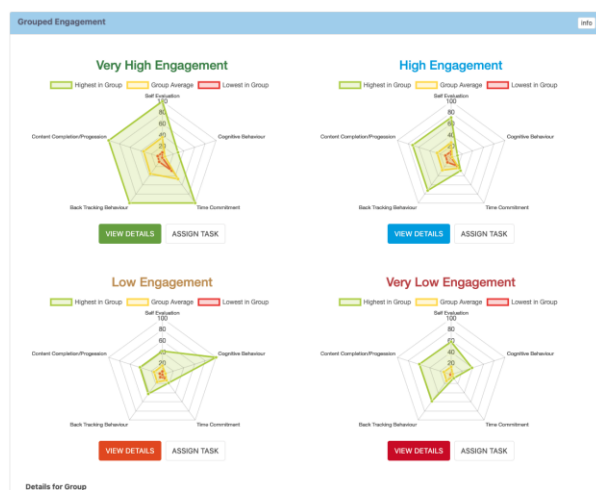 Grouped Engagement
Info
Very High Engagement
Highest in Group Group Average Lowest in Group
Self Evaluation
100
80
60
40
20
Content Completion/Progession
Cognitive Behaviour
Back Tracking Behaviour
Time Commitment
VIEW DETAILS ASSIGN TASK
High Engagement
Highest in Group Group Average Lowest in Group
Self Evaluation
100
80
60
40
20
Content Completion/Progession
Cognitive Behaviour
Back Tracking Behaviour
Time Commitment
VIEW DETAILS ASSIGN TASK
Low Engagement
Highest in Group Group Average Lowest in Group
Self Evaluation
100
80
60
40
20
Content Completion/Progession
Cognitive Behaviour
Back Tracking Behaviour
Time Commitment
VIEW DETAILS ASSIGN TASK
Very Low Engagement
Highest in Group Group Average Lowest in Group
Self Evaluation
100
80
60
40
20
Content Completion/Progession
Cognitive Behaviour
Back Tracking Behaviour
Time Commitment
VIEW DETAILS ASSIGN TASK
Details for Group